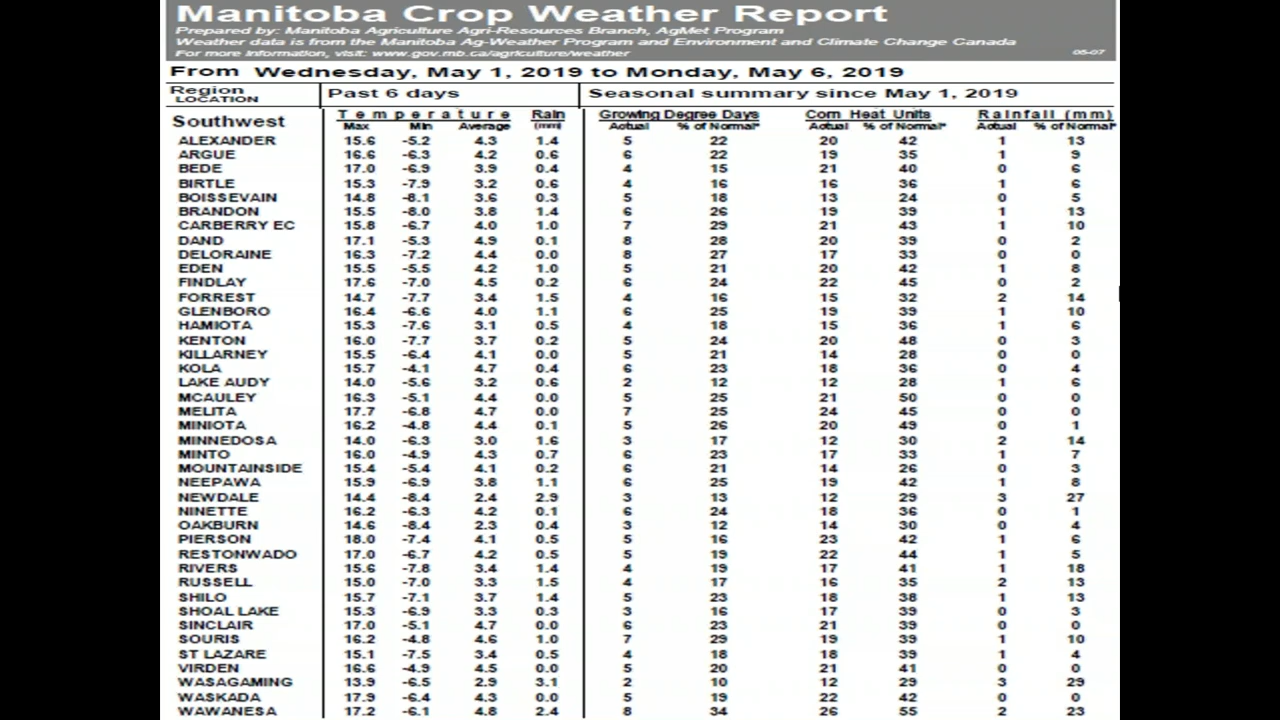 Manitoba Crop Weather Report
Prepared by: Manitoba Agriculture Agri-Resources Branch, AgMet Program
Weather data is from the Manitoba Ag-Weather Program and Environment and Climate Change Canada
For more information, visit: www.gov.mb.ca/agriculture/weather 05-07
From Wednesday, May 1, 2019 to Monday, May 6, 2019
Region Past 6 days Seasonal summary since May 1, 2019
LOCATION
Southwest Temperature Rain Growing Degree Days Corn Heat Units Rainfall (mm)
Max Min Average (mm) Actual % of Normal* Actual % of Normal* Actual % of Normal*
ALEXANDER 15.6 -5.2 4.3 1.4 5 22 20 42 1 13
ARGUE 16.6 -6.3 4.2 0.6 6 22 19 35 1 9
BEDE 17.0 -6.9 3.9 0.4 4 15 21 40 0 6
BIRTLE 15.3 -7.9 3.2 0.6 4 16 16 36 1 6
BOISSEVAIN 14.8 -8.1 3.6 0.3 5 18 13 24 0 5
BRANDON 15.5 -8.0 3.8 1.4 6 26 19 39 1 13
CARBERRY EC 15.8 -6.7 4.0 1.0 7 29 21 43 1 10
DAND 17.1 -5.3 4.9 0.1 8 28 20 39 0 2
DELORAINE 16.3 -7.2 4.4 0.0 8 27 17 33 0 0
EDEN 15.5 -5.5 4.2 1.0 5 21 20 42 1 8
FINDLAY 17.6 -7.0 4.5 0.2 6 24 22 45 0 2
FORREST 14.7 -7.7 3.4 1.5 4 16 15 32 2 14
GLENBORO 16.4 -6.6 4.0 1.1 6 25 19 39 1 10
HAMIOTA 15.3 -7.6 3.1 0.5 4 18 15 36 1 6
KENTON 16.0 -7.7 3.7 0.2 5 24 20 48 0 3
KILLARNEY 15.5 -6.4 4.1 0.0 5 21 14 28 0 0
KOLA 15.7 -4.1 4.7 0.4 6 23 18 36 0 4
LAKE AUDY 14.0 -5.6 3.2 0.6 2 12 12 28 1 6
MCAULEY 16.3 -5.1 4.4 0.0 5 25 21 50 0 0
MELITA 17.7 -6.8 4.7 0.0 7 25 24 45 0 0
MINIOTA 16.2 -4.8 4.4 0.1 5 26 20 49 0 1
MINNEDOSA 14.0 -6.3 3.0 1.6 3 17 12 30 2 14
MINTO 16.0 -4.9 4.3 0.7 6 23 17 33 1 7
MOUNTAINSIDE 15.4 -5.4 4.1 0.2 6 21 14 26 0 3
NEEPAWA 15.9 -6.9 3.8 1.1 6 25 19 42 1 8
NEWDALE 14.4 -8.4 2.4 2.9 3 13 12 29 3 27
NINETTE 16.2 -6.3 4.2 0.1 6 24 18 36 0 1
OAKBURN 14.6 -8.4 2.3 0.4 3 12 14 30 0 4
PIERSON 18.0 -7.4 4.1 0.5 5 16 23 42 1 6
RESTONWADO 17.0 -6.7 4.2 0.5 5 19 22 44 1 5
RIVERS 15.6 -7.8 3.4 1.4 4 19 17 41 1 18
RUSSELL 15.0 -7.0 3.3 1.5 4 17 16 35 2 13
SHILO 15.7 -7.1 3.7 1.4 5 23 18 38 1 13
SHOAL LAKE 15.3 -6.9 3.3 0.3 3 16 17 39 0 3
SINCLAIR 17.0 -5.1 4.7 0.0 6 23 21 39 0 0
SOURIS 16.2 -4.8 4.6 1.0 7 29 19 39 1 10
ST LAZARE 15.1 -7.5 3.4 0.5 4 18 18 39 1 4
VIRDEN 16.6 -4.9 4.5 0.0 5 20 21 41 0 0
WASAGAMING 13.9 -6.5 2.9 3.1 2 10 12 29 3 29
WASKADA 17.9 -6.4 4.3 0.0 5 19 22 42 0 0
WAWANESA 17.2 -6.1 4.8 2.4 8 34 26 55 2 23